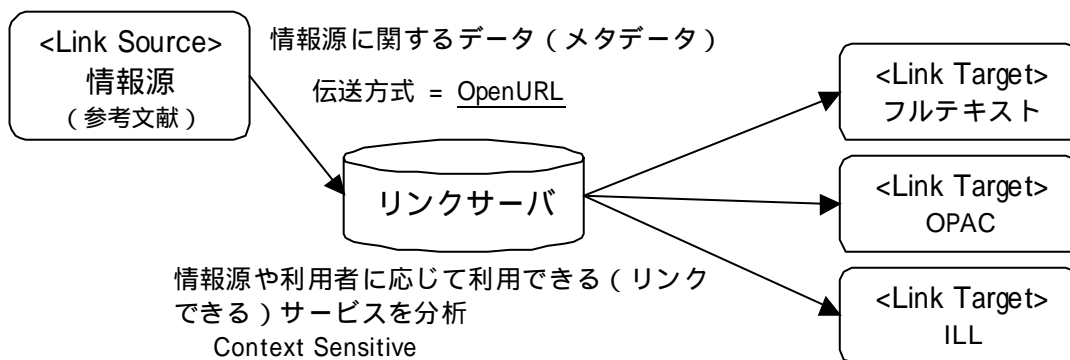 <Link Source>
情報源
(参考文献)
情報源に関するデータ(メタデータ)
伝送方式 = OpenURL
リンクサーバ
情報源や利用者に応じて利用できる(リンク
できる)サービスを分析
Context Sensitive
<Link Target>
フルテキスト
<Link Target>
OPAC
<Link Target>
ILL